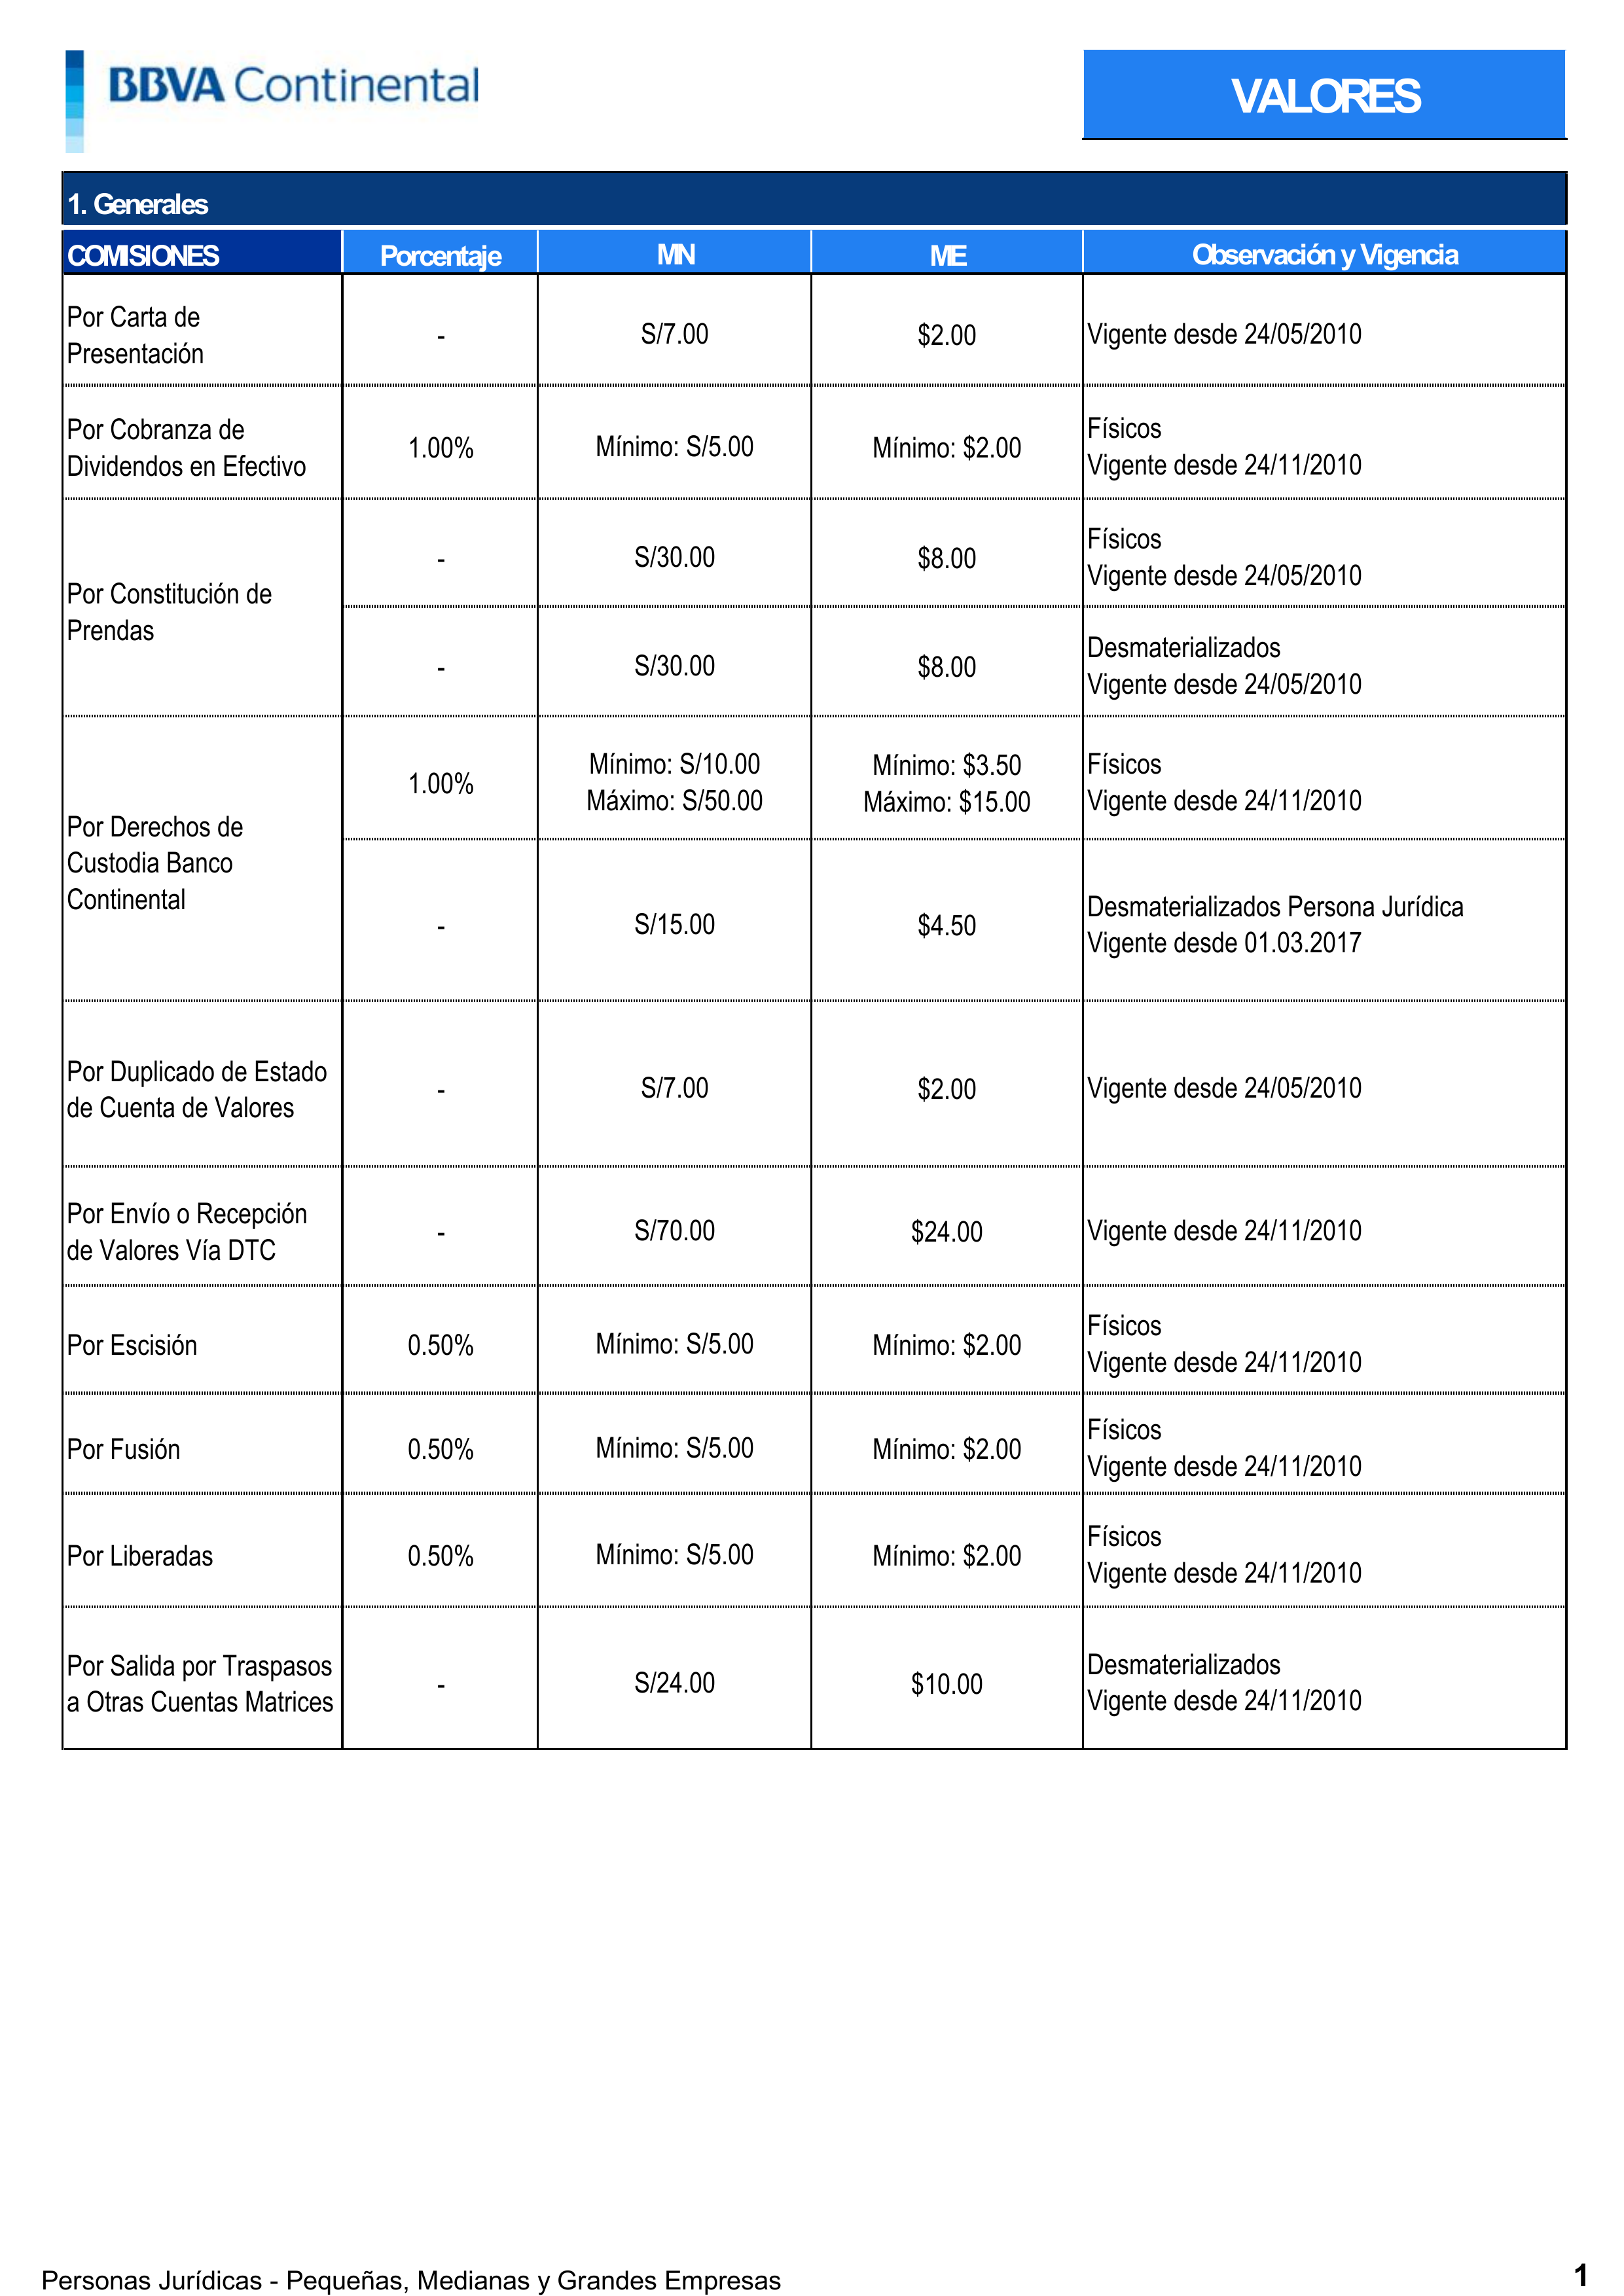 BBVA Continental
VALORES
1. Generales
COMISIONES Porcentaje MN ME Observación y Vigencia
Por Carta de
Presentación
- S/7.00 $2.00 Vigente desde 24/05/2010
Por Cobranza de
Dividendos en Efectivo
1.00% Mínimo: S/5.00 Mínimo: $2.00
Físicos
Vigente desde 24/11/2010
Por Constitución de
Prendas
- S/30.00 $8.00
Físicos
Vigente desde 24/05/2010
- S/30.00 $8.00
Desmaterializados
Vigente desde 24/05/2010
Por Derechos de
Custodia Banco
Continental
1.00%
Mínimo: S/10.00
Máximo: S/50.00
Mínimo: $3.50
Máximo: $15.00
Físicos
Vigente desde 24/11/2010
- S/15.00 $4.50
Desmaterializados Persona Jurídica
Vigente desde 01.03.2017
Por Duplicado de Estado
de Cuenta de Valores
- S/7.00 $2.00 Vigente desde 24/05/2010
Por Envío o Recepción
de Valores Vía DTC
- S/70.00 $24.00 Vigente desde 24/11/2010
Por Escisión 0.50% Mínimo: S/5.00 Mínimo: $2.00
Físicos
Vigente desde 24/11/2010
Por Fusión 0.50% Mínimo: S/5.00 Mínimo: $2.00
Físicos
Vigente desde 24/11/2010
Por Liberadas 0.50% Mínimo: S/5.00 Mínimo: $2.00
Físicos
Vigente desde 24/11/2010
Por Salida por Traspasos
a Otras Cuentas Matrices
- S/24.00 $10.00
Desmaterializados
Vigente desde 24/11/2010
Personas Jurídicas - Pequeñas, Medianas y Grandes Empresas
1